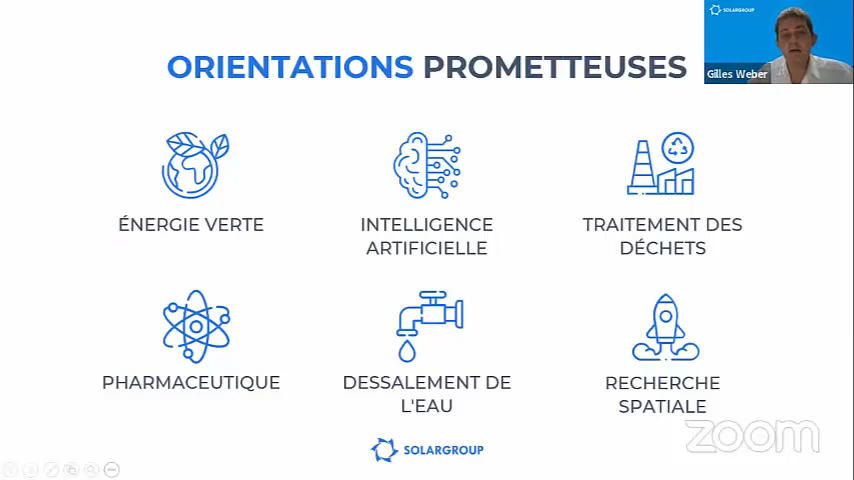 SOLARGROUP
Gilles Weber
ORIENTATIONS PROMETTEUSES
ÉNERGIE VERTE
INTELLIGENCE
ARTIFICIELLE
TRAITEMENT DES
DÉCHETS
PHARMACEUTIQUE
DESSALEMENT DE
L'EAU
RECHERCHE
SPATIALE
SOLARGROUP
zoom